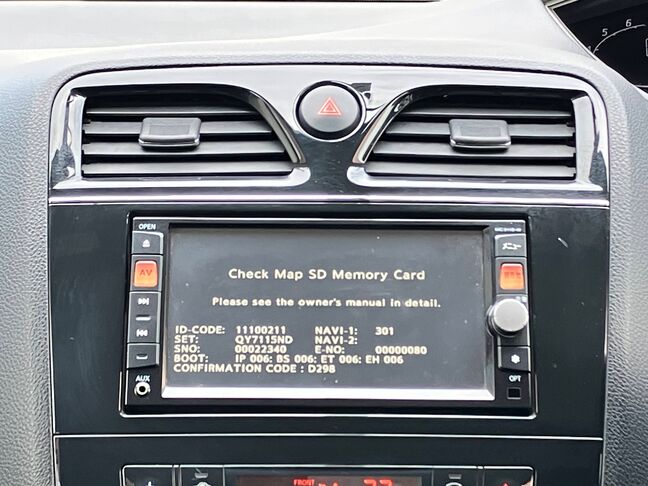 5 6
OPEN
AV
Check Map SD Memory Card
Please see the owner's manual in detail.
ID-CODE: 11100211 NAVI-1: 301
SET: QY7115ND NAVI-2:
SNO: 00022340 E-NO: 00000080
BOOT: IP 006: BS 006: ET 006: EH 006
CONFIRMATION CODE : D298
AUX
OPT
FRONT